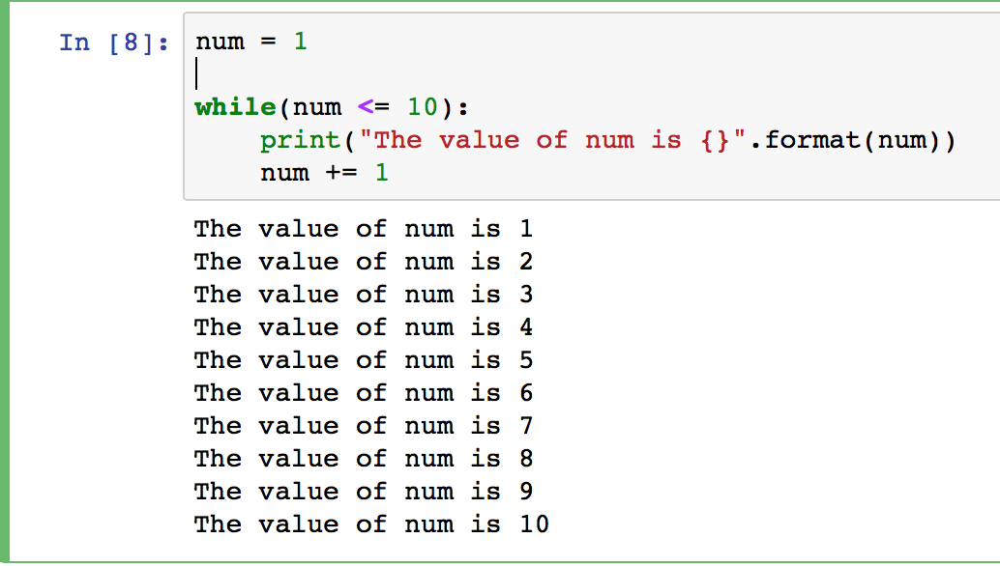 In [8]:
num = 1
while(num <= 10):
    print("The value of num is {}".format(num))
    num += 1
The value of num is 1
The value of num is 2
The value of num is 3
The value of num is 4
The value of num is 5
The value of num is 6
The value of num is 7
The value of num is 8
The value of num is 9
The value of num is 10